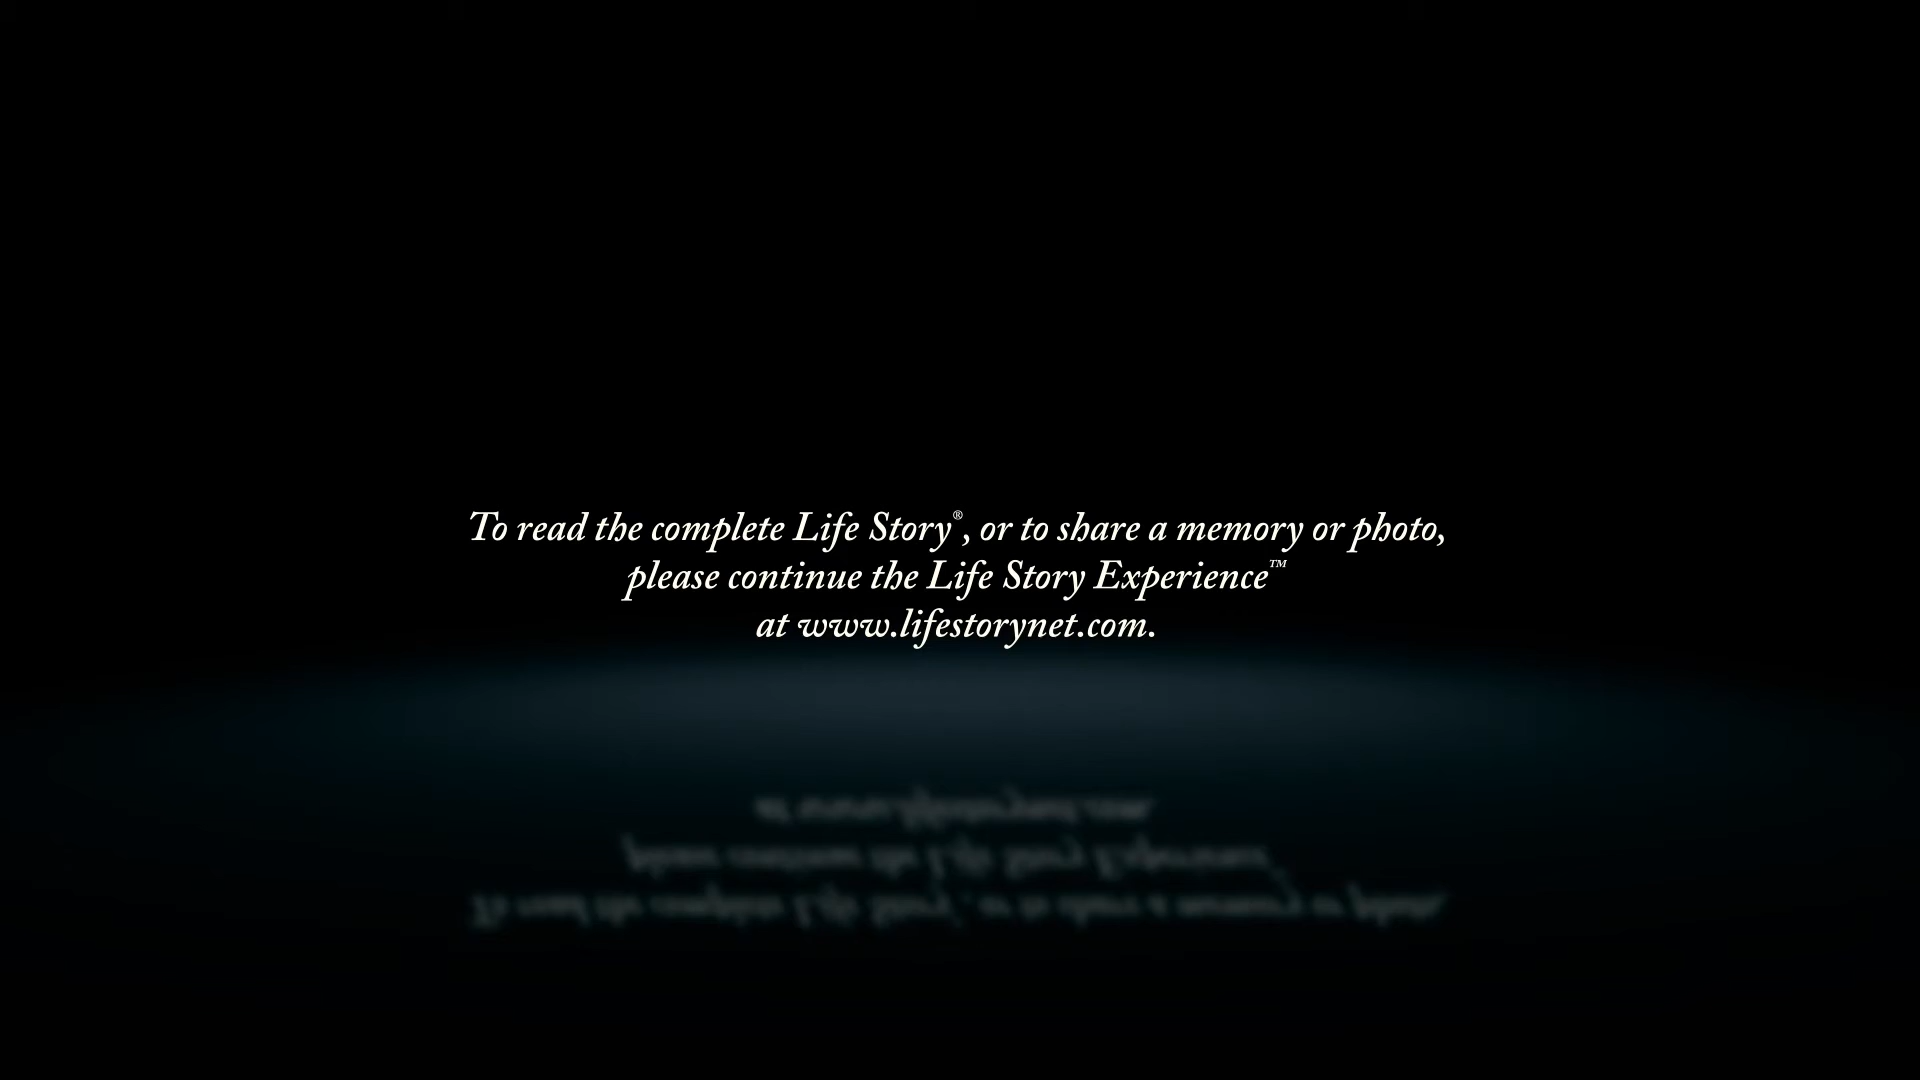 To read the complete Life Story®, or to share a memory or photo,
please continue the Life Story Experience™
at www.lifestorynet.com.